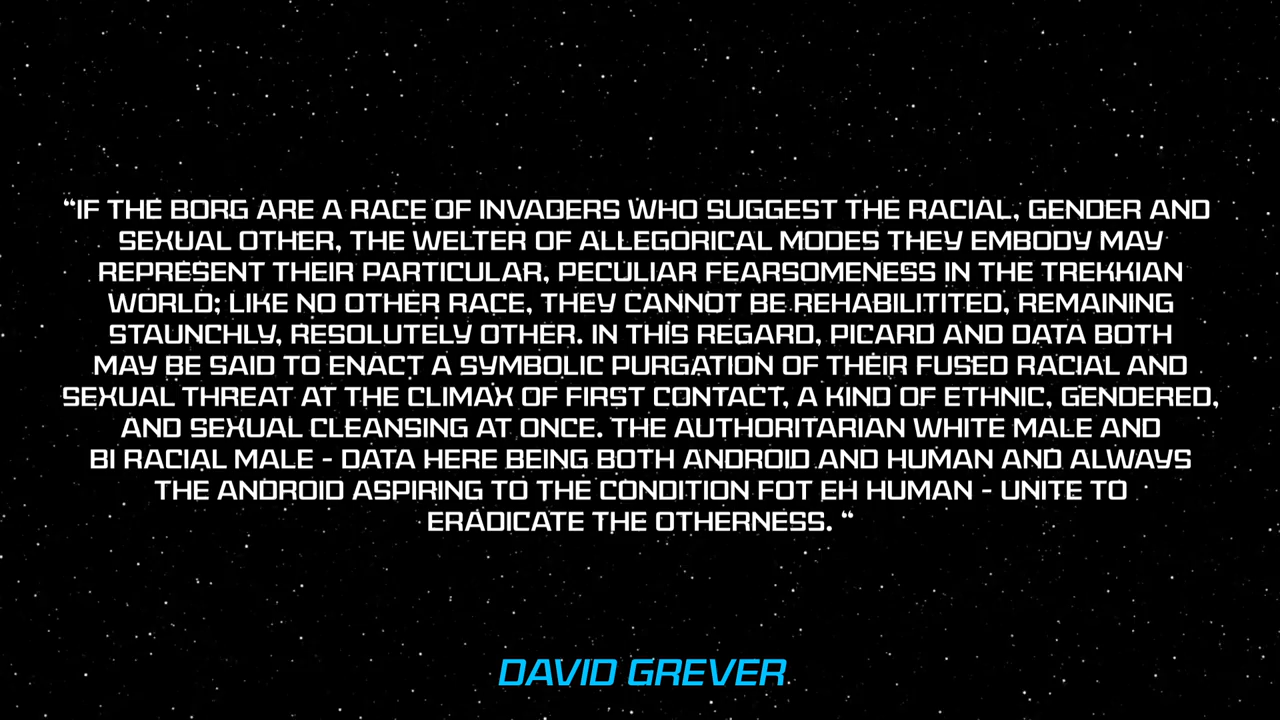 “IF THE BORG ARE A RACE OF INVADERS WHO SUGGEST THE RACIAL, GENDER AND
SEXUAL OTHER, THE WELTER OF ALLEGORICAL MODES THEY EMBODY MAY
REPRESENT THEIR PARTICULAR, PECULIAR FEARSOMENESS IN THE TREKKIAN
WORLD; LIKE NO OTHER RACE, THEY CANNOT BE REHABILITITED, REMAINING
STAUNCHLY, RESOLUTELY OTHER. IN THIS REGARD, PICARD AND DATA BOTH
MAY BE SAID TO ENACT A SYMBOLIC PURGATION OF THEIR FUSED RACIAL AND
SEXUAL THREAT AT THE CLIMAX OF FIRST CONTACT, A KIND OF ETHNIC, GENDERED,
AND SEXUAL CLEANSING AT ONCE. THE AUTHORITARIAN WHITE MALE AND
BI RACIAL MALE - DATA HERE BEING BOTH ANDROID AND HUMAN AND ALWAYS
THE ANDROID ASPIRING TO THE CONDITION FOT EH HUMAN - UNITE TO
ERADICATE THE OTHERNESS. “
DAVID GREVER